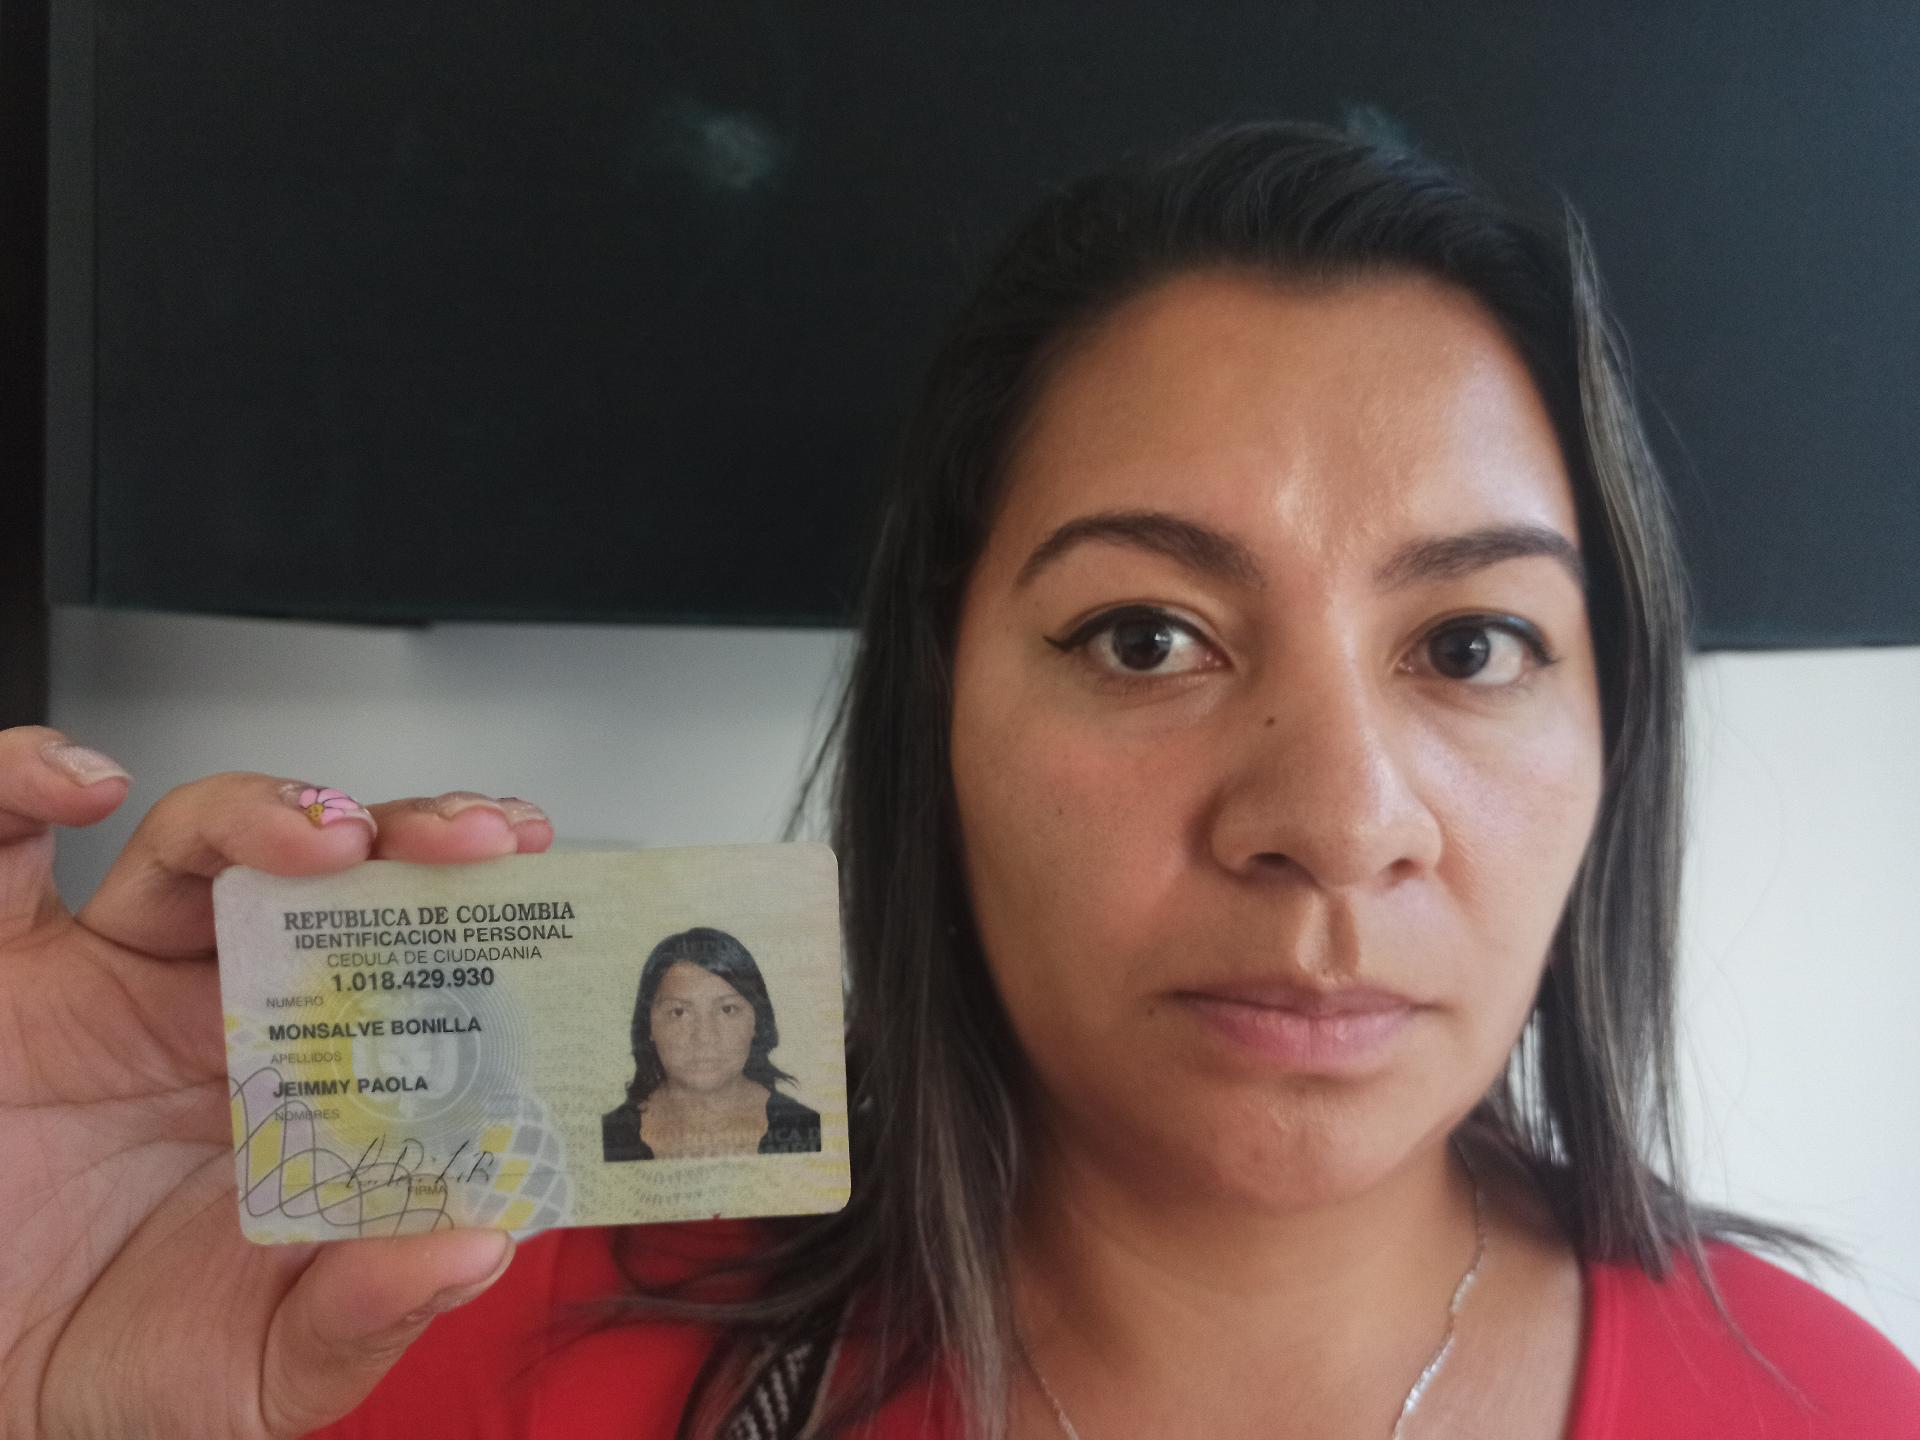 REPUBLICA DE COLOMBIA
IDENTIFICACION PERSONAL
CEDULA DE CIUDADANIA
1.018.429.930
NUMERO
MONSALVE BONILLA
APELLIDOS
JEIMMY PAOLA
NOMBRES
FIRMA